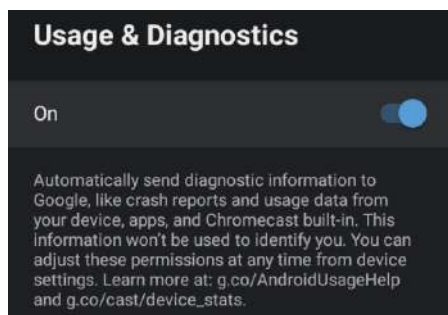 Usage & Diagnostics
On
Automatically send diagnostic information to
Google, like crash reports and usage data from
your device, apps, and Chromecast built-in. This
information won't be used to identify you. You can
adjust these permissions at any time from device
settings. Learn more at: g.co/AndroidUsageHelp
and g.co/cast/device_stats.